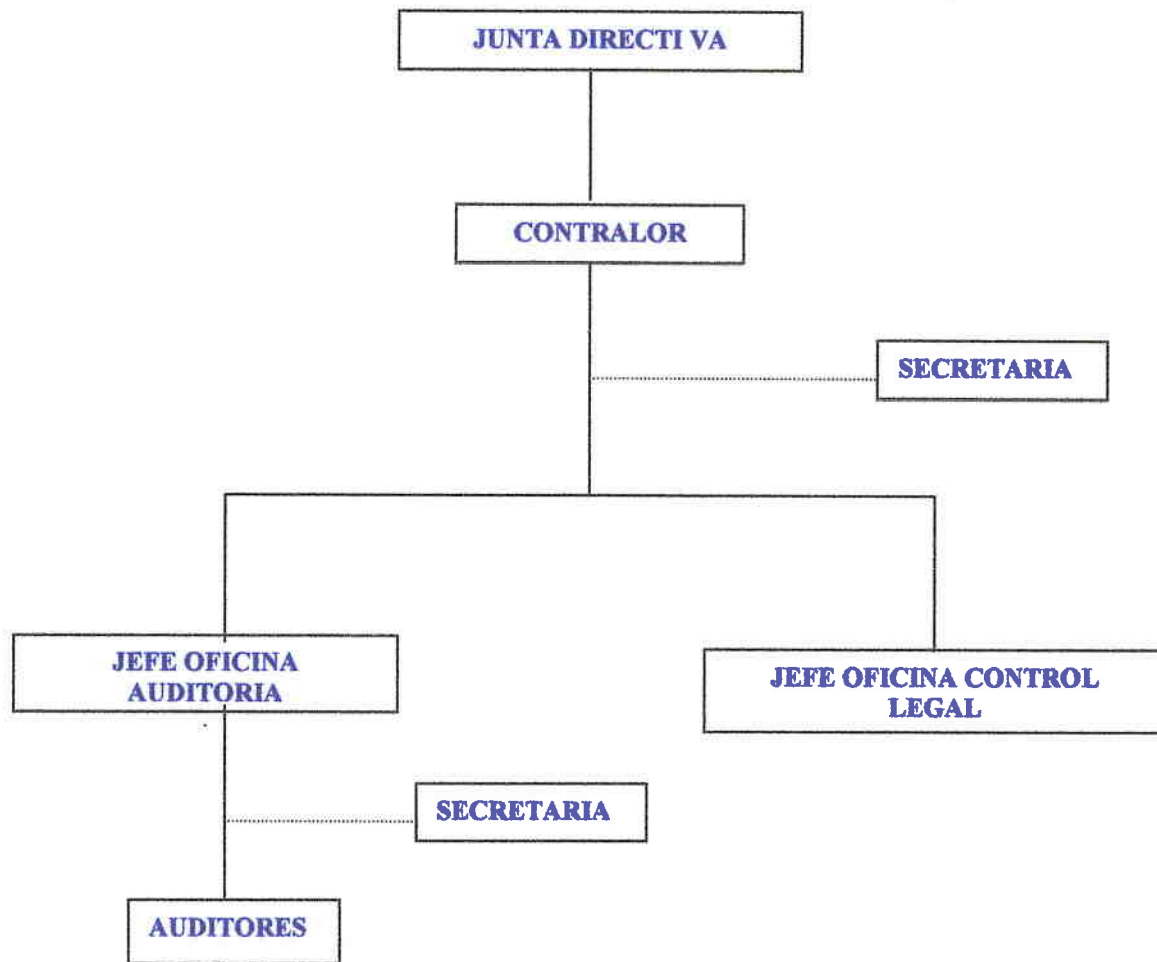 JUNTA DIRECTI VA
CONTRALOR
SECRETARIA
JEFE OFICINA
AUDITORIA
JEFE OFICINA CONTROL
LEGAL
SECRETARIA
AUDITORES